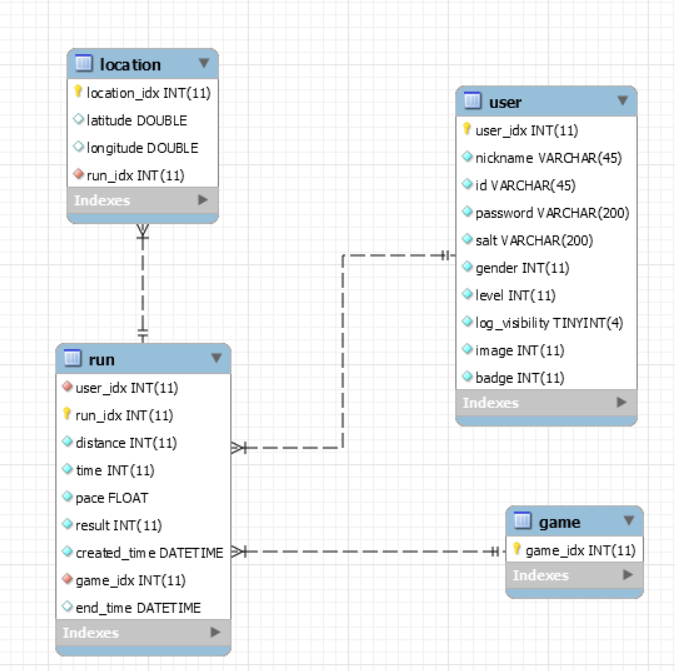 location
location_idx INT(11)
latitude DOUBLE
longitude DOUBLE
run_idx INT(11)
Indexes
user
user_idx INT(11)
nickname VARCHAR(45)
id VARCHAR(45)
password VARCHAR(200)
salt VARCHAR(200)
gender INT(11)
level INT(11)
log_visibility TINYINT(4)
image INT(11)
badge INT(11)
Indexes
run
user_idx INT(11)
run_idx INT(11)
distance INT(11)
time INT(11)
pace FLOAT
result INT(11)
created_time DATETIME
game_idx INT(11)
end_time DATETIME
Indexes
game
game_idx INT(11)
Indexes